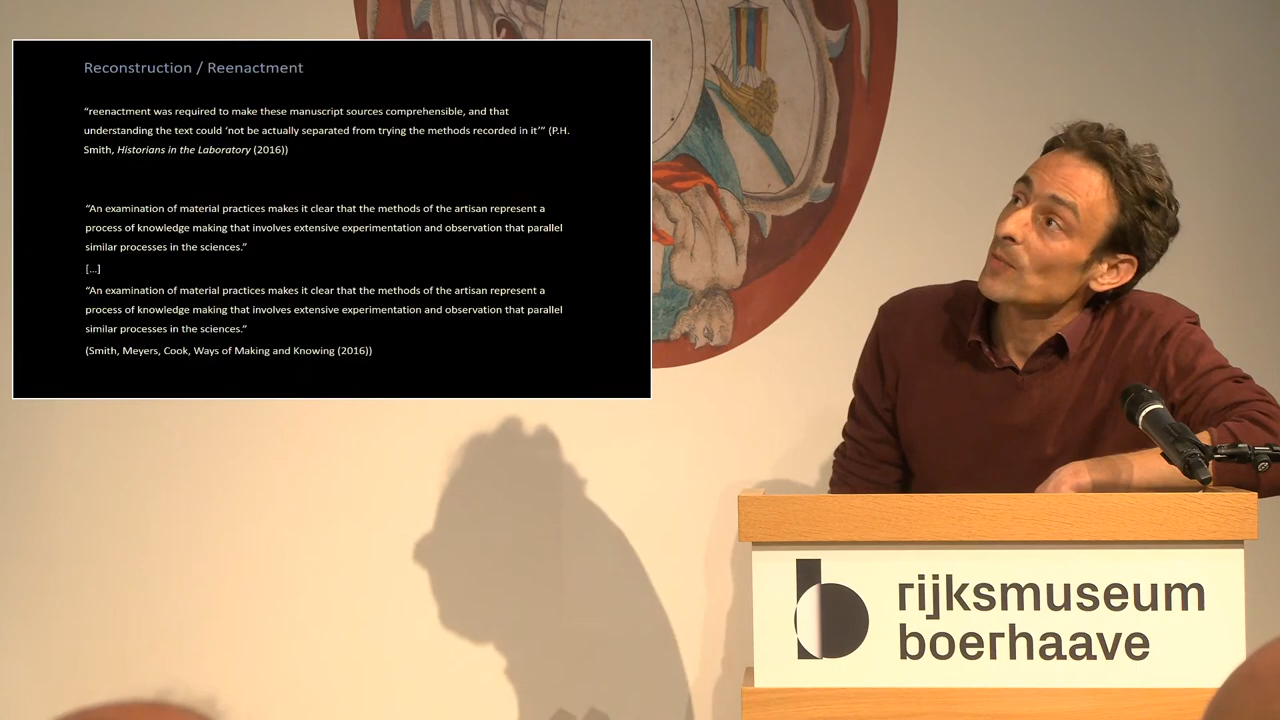 Reconstruction / Reenactment
“reenactment was required to make these manuscript sources comprehensible, and that
understanding the text could ‘not be actually separated from trying the methods recorded in it’” (P.H.
Smith, Historians in the Laboratory (2016))
“An examination of material practices makes it clear that the methods of the artisan represent a
process of knowledge making that involves extensive experimentation and observation that parallel
similar processes in the sciences.”
[…]
“An examination of material practices makes it clear that the methods of the artisan represent a
process of knowledge making that involves extensive experimentation and observation that parallel
similar processes in the sciences.”
(Smith, Meyers, Cook, Ways of Making and Knowing (2016))
b
rijksmuseum
boerhaave